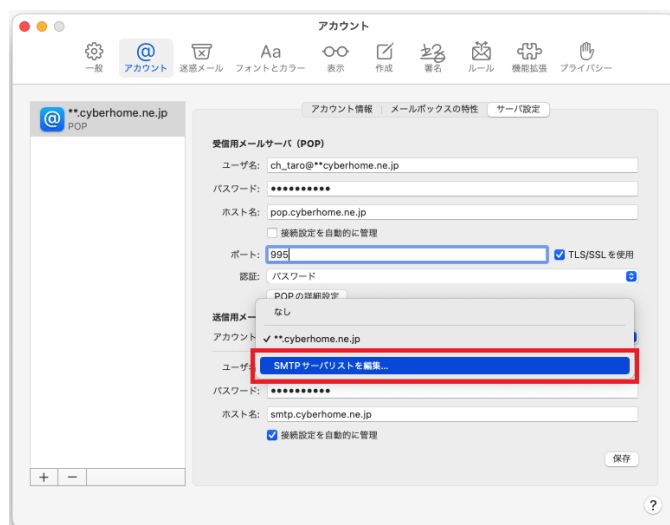 アカウント
一般 アカウント 迷惑メール フォントとカラー 表示 作成 署名 ルール 機能拡張 プライバシー
**.cyberhome.ne.jp
POP
アカウント情報 メールボックスの特性 サーバ設定
受信用メールサーバ（POP）
ユーザ名: ch_taro@**cyberhome.ne.jp
パスワード: ●●●●●●●●●●
ホスト名: pop.cyberhome.ne.jp
接続設定を自動的に管理
ポート: 995 TLS/SSL を使用
認証: パスワード
POP の詳細設定
なし
送信用メー
アカウント ✓ **.cyberhome.ne.jp
ユーザ SMTP サーバリストを編集...
パスワード: ●●●●●●●●●●
ホスト名: smtp.cyberhome.ne.jp
接続設定を自動的に管理
保存
+ −
?